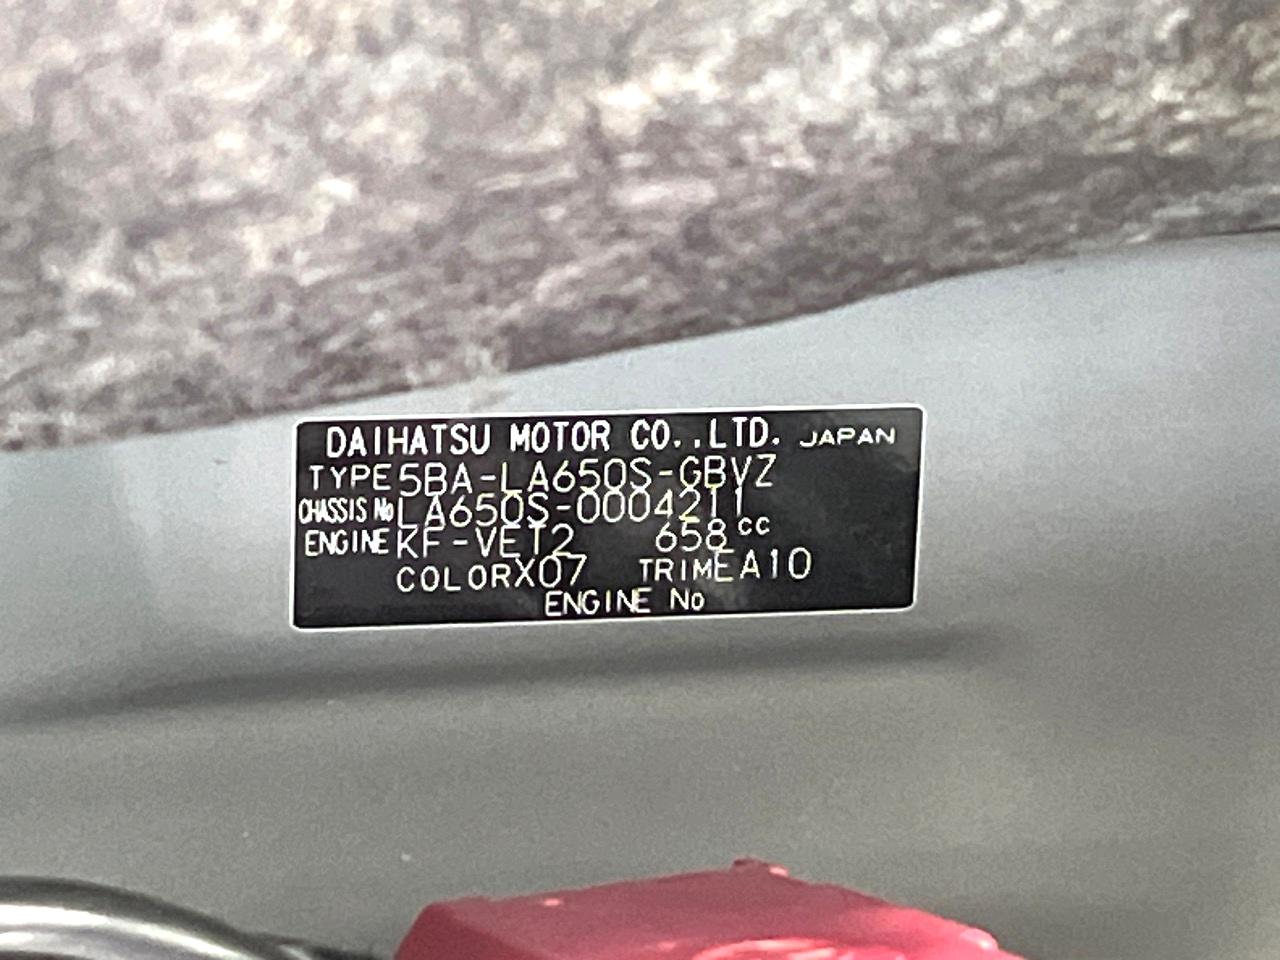 DAIHATSU MOTOR CO.,LTD. JAPAN
TYPE 5BA-LA650S-GBVZ
CHASSIS No LA650S-0004211
ENGINE KF-VET2 658cc
COLOR X07 TRIM EA10
ENGINE No